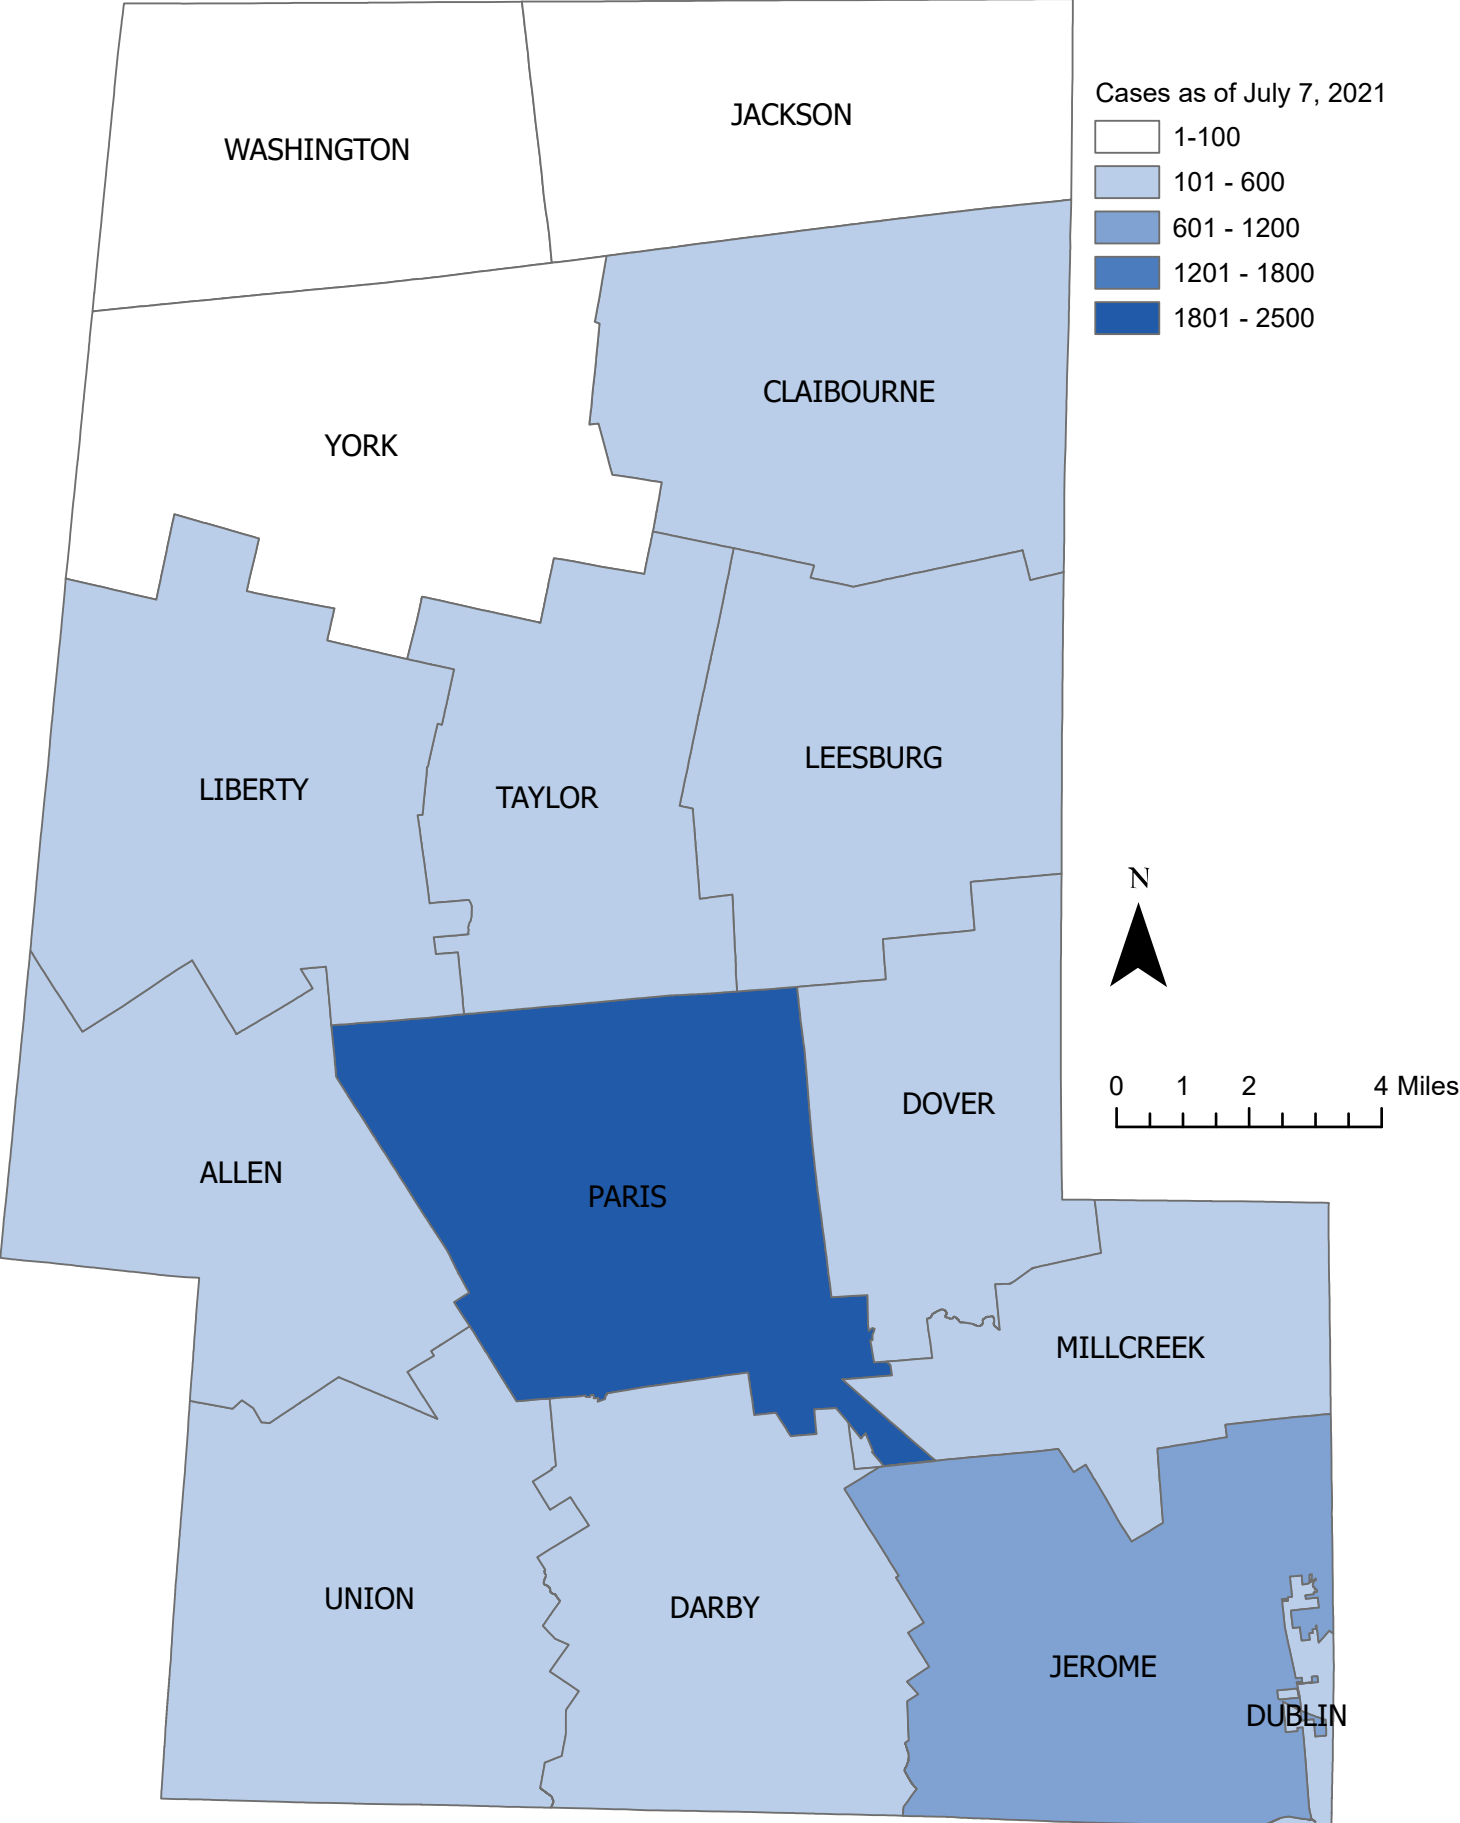 Cases as of July 7, 2021
1-100
101 - 600
601 - 1200
1201 - 1800
1801 - 2500
JACKSON
WASHINGTON
CLAIBOURNE
YORK
LEESBURG
LIBERTY
TAYLOR
N
0 1 2 4 Miles
DOVER
ALLEN
PARIS
MILLCREEK
UNION
DARBY
JEROME
DUBLIN